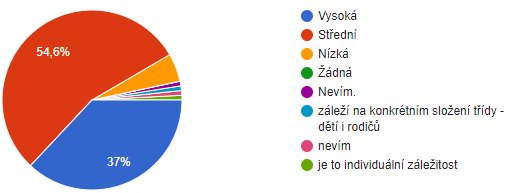 54,6%
37%
Vysoká
Střední
Nízká
Žádná
Nevím.
záleží na konkrétním složení třídy -
dětí i rodičů
nevím
je to individuální záležitost